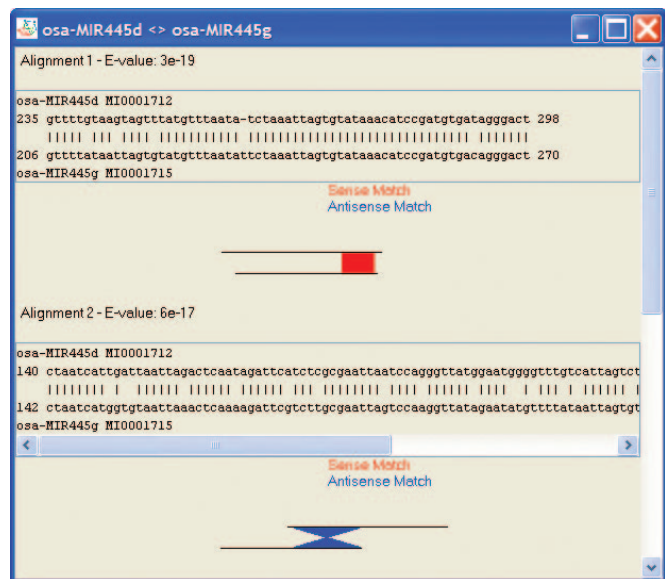 osa-MIR445d <> osa-MIR445g
Alignment 1 - E-value: 3e-19
osa-MIR445d MI0001712
235 gttttgtaagtagtttatgtttaata-tctaaattagtgtataaacatccgatgtgatagggact 298
||||| ||| |||| ||||||||||| |||||||||||||||||||||||||||||| |||||||
206 gttttataattagtgtatgtttaatattctaaattagtgtataaacatccgatgtgacagggact 270
osa-MIR445g MI0001715
Sense Match
Antisense Match
Alignment 2 - E-value: 6e-17
osa-MIR445d MI0001712
140 ctaatcattgattaattagactcaatagattcatctcgcgaattaatccagggttatggaatggggtttgtcattagtct
|||||||| |  |||||| ||||||| ||||||| ||| ||||||||| |||| |||||| |||| |||||| ||||   | ||| | |||||| |
142 ctaatcatggtgtaattaaactcaaaagattcgtcttgcgaattagtccaaggttatagaatatgttttataattagtgt
osa-MIR445g MI0001715
Sense Match
Antisense Match